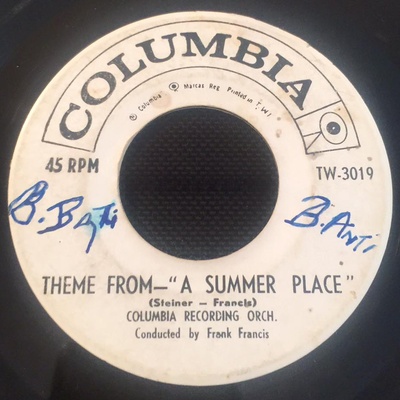 COLUMBIA
© Columbia ® Marcas Reg. Printed in T.W.I.
45 RPM
TW-3019
B.
B. Anti
THEME FROM—"A SUMMER PLACE"
(Steiner – Francis)
COLUMBIA RECORDING ORCH.
Conducted by Frank Francis